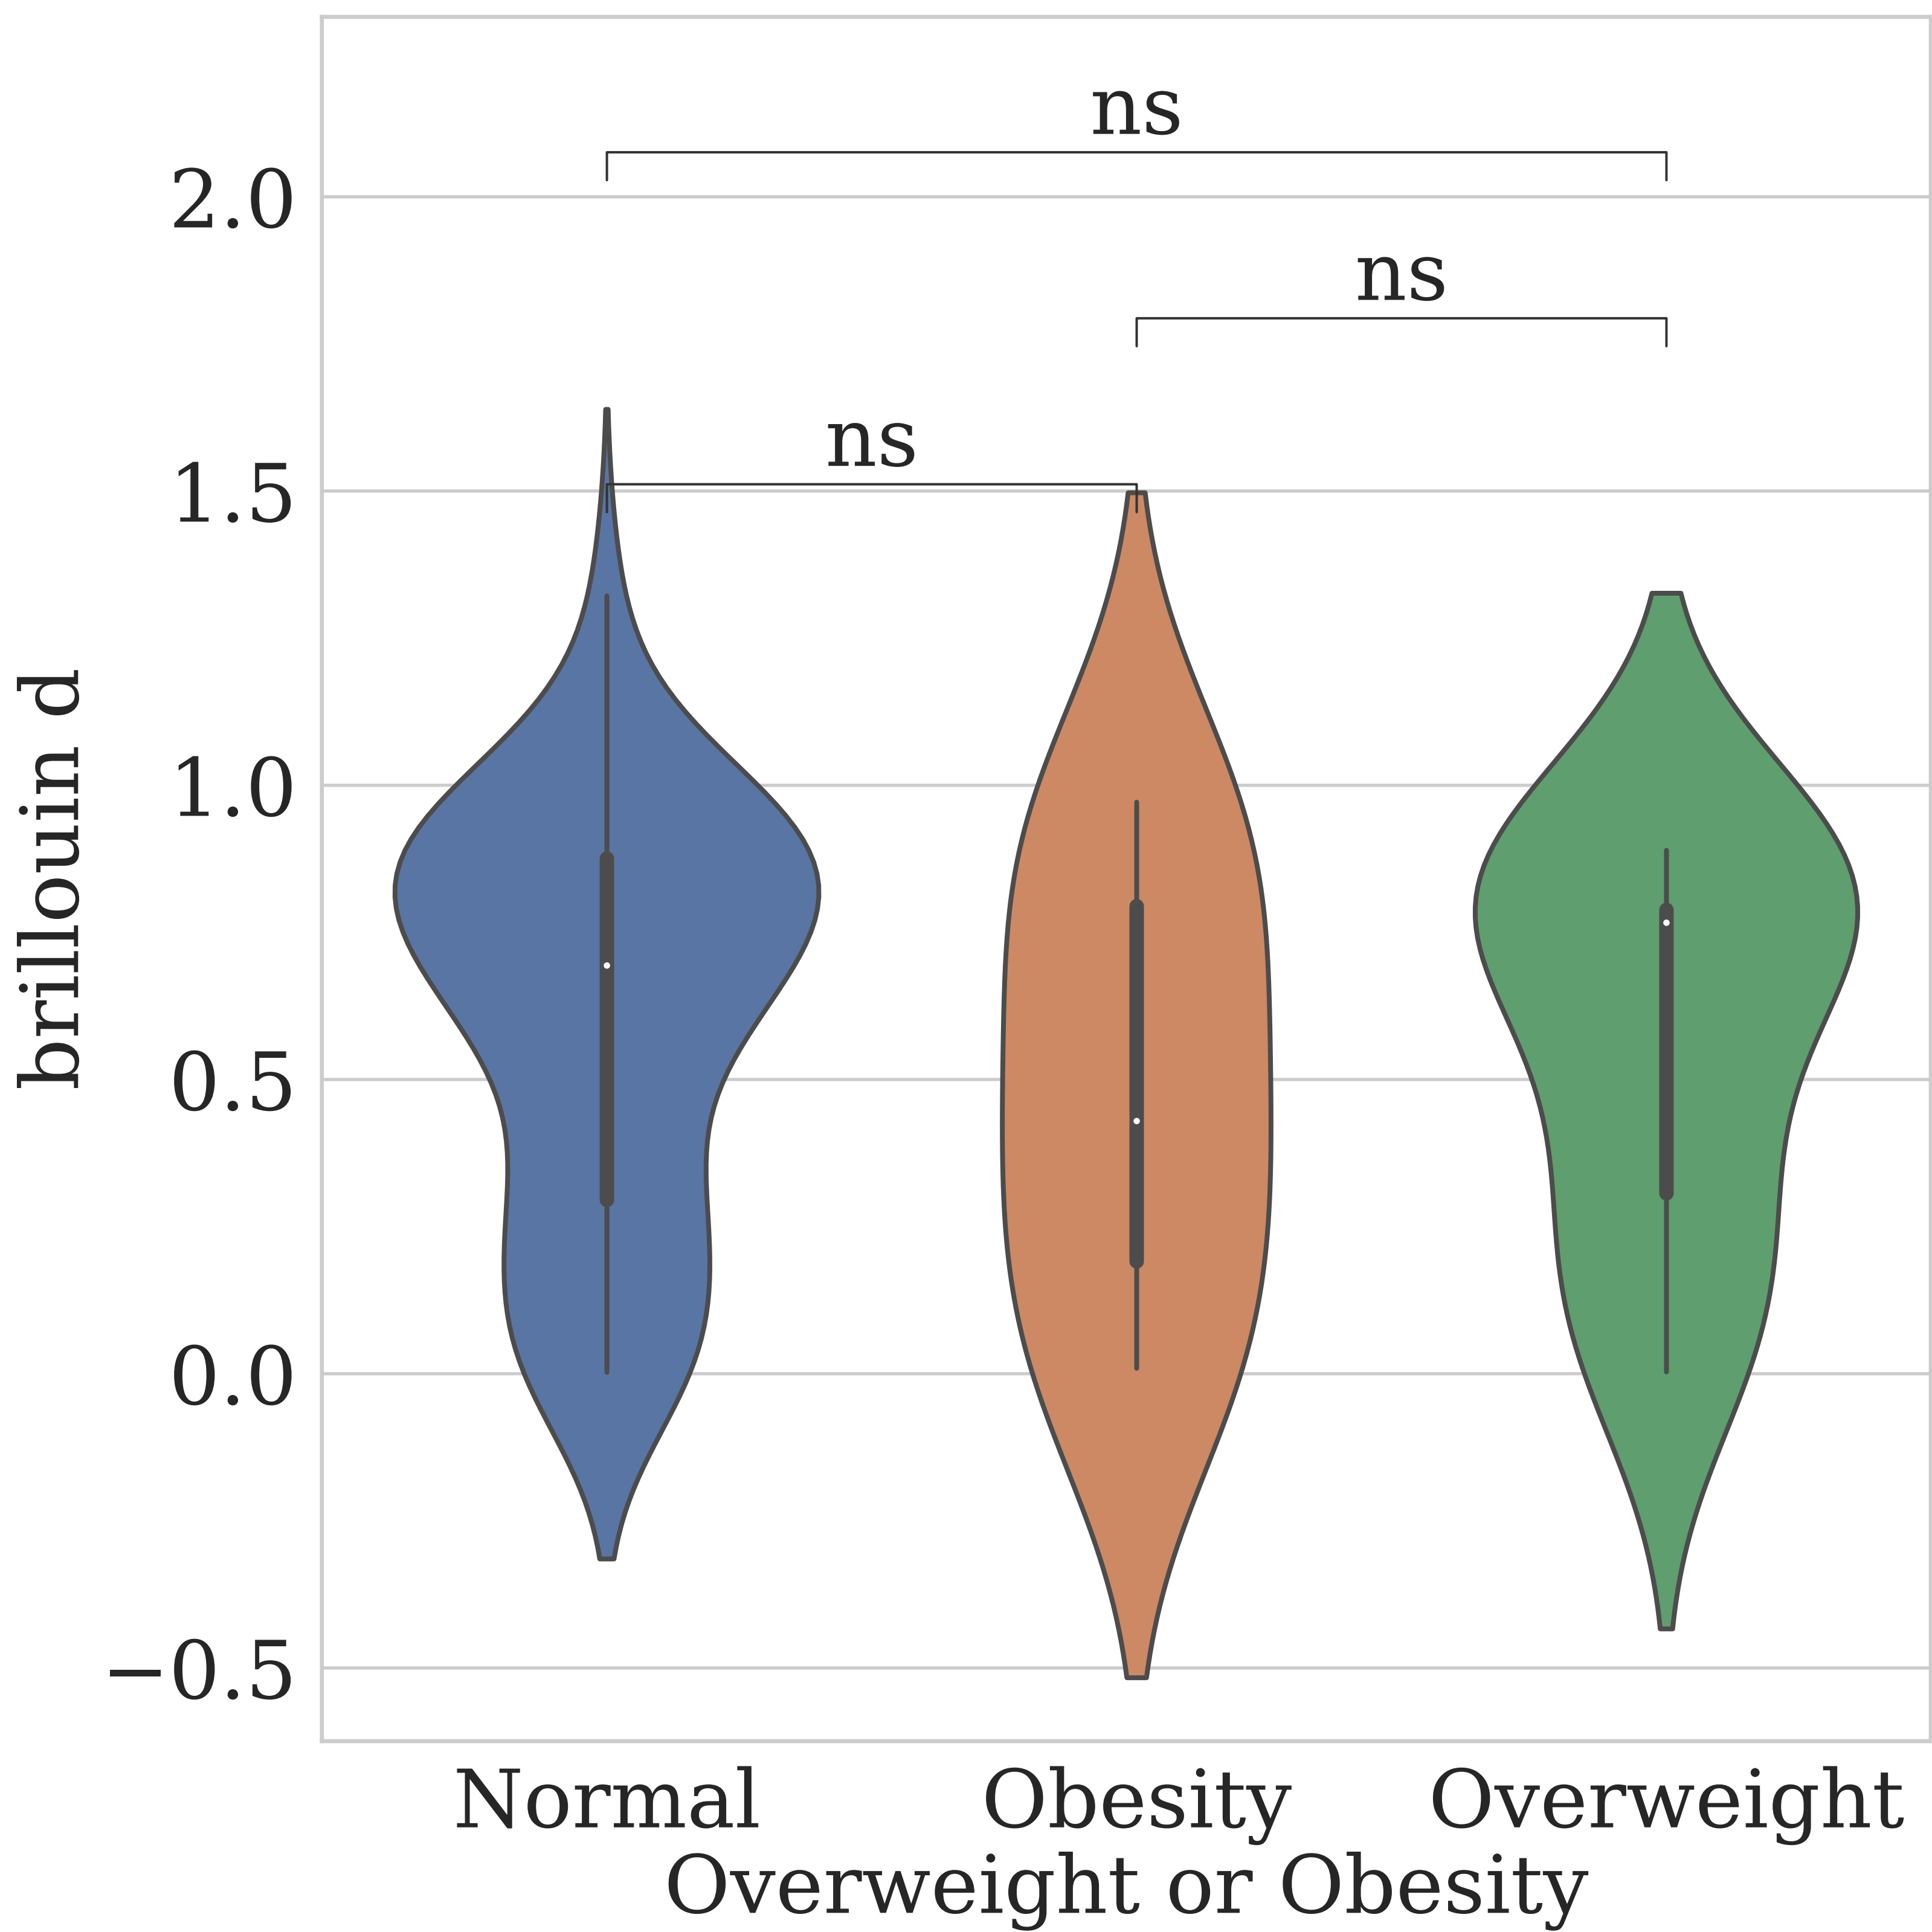 ns
2.0
ns
ns
1.5
1.0
brillouin d
0.5
0.0
−0.5
Normal Obesity Overweight
Overweight or Obesity